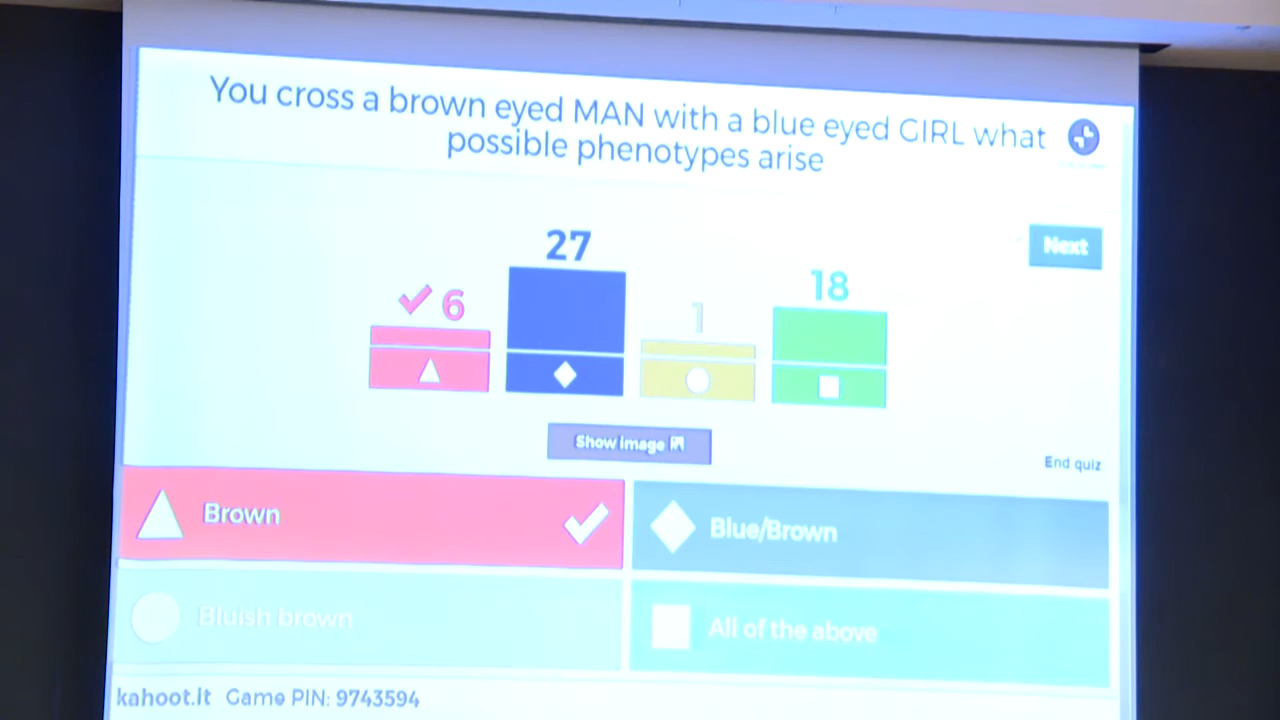 You cross a brown eyed MAN with a blue eyed GIRL what
possible phenotypes arise
Next
6
27
1
18
Show image
End quiz
Brown
Blue/Brown
Bluish brown
All of the above
kahoot.it Game PIN: 9743594